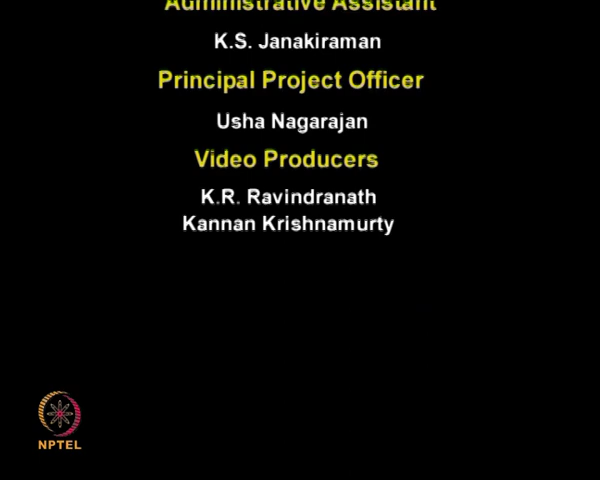 Administrative Assistant
K.S. Janakiraman
Principal Project Officer
Usha Nagarajan
Video Producers
K.R. Ravindranath
Kannan Krishnamurty
NPTEL